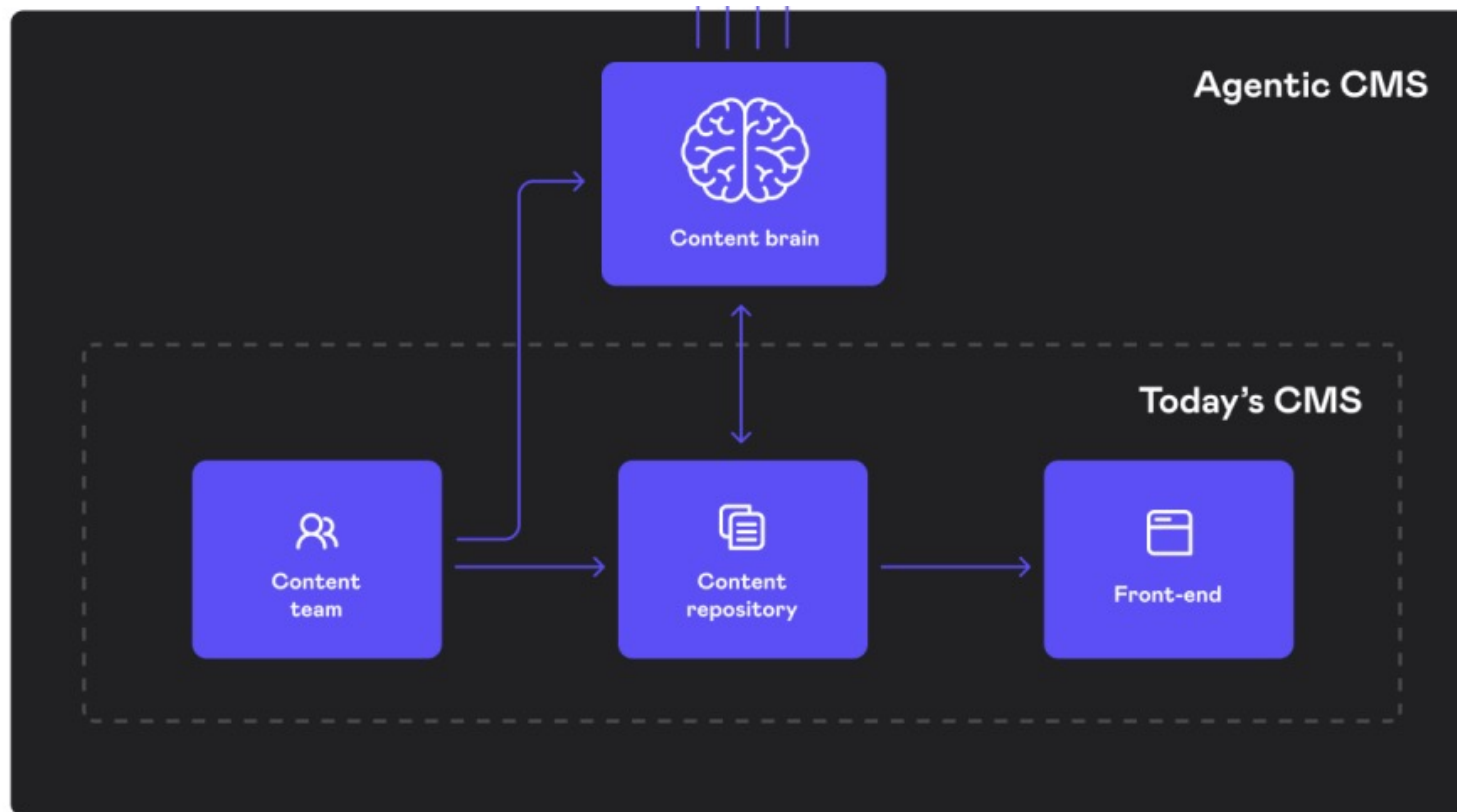 Agentic CMS
Content brain
Today’s CMS
Content
team
Content
repository
Front-end